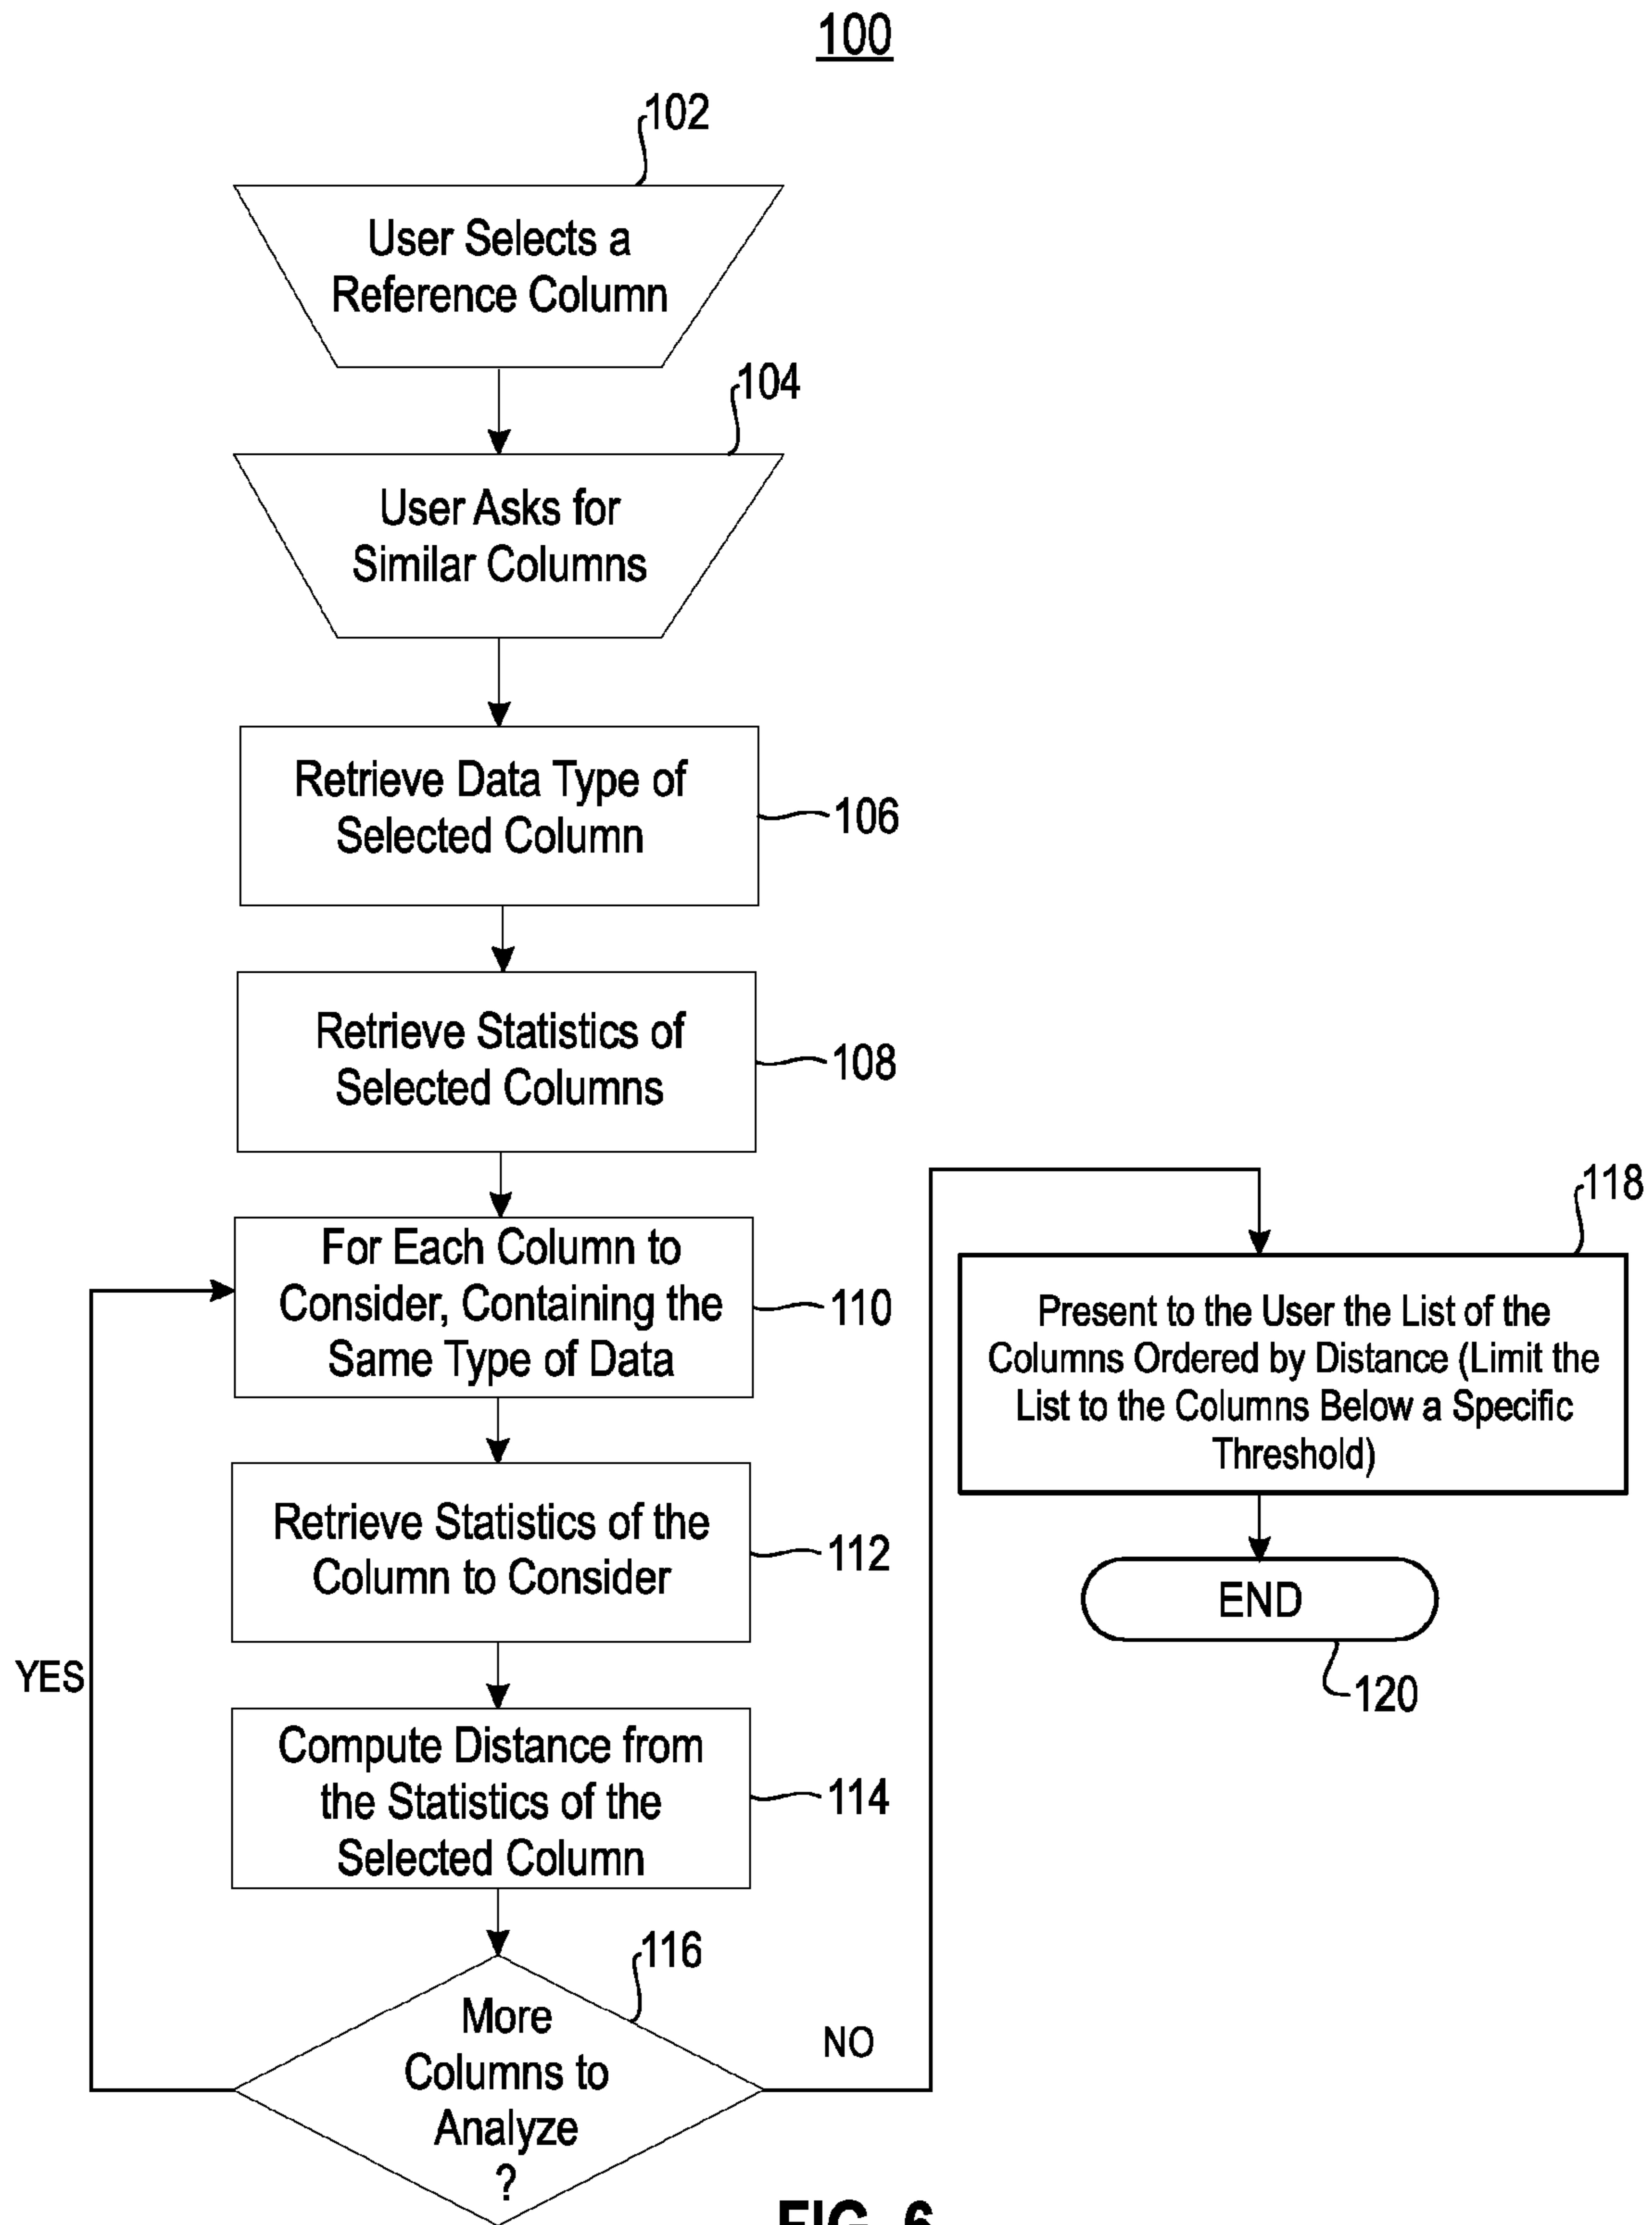 100
102
User Selects a
Reference Column
104
User Asks for
Similar Columns
Retrieve Data Type of
Selected Column
106
Retrieve Statistics of
Selected Columns
108
For Each Column to
Consider, Containing the
Same Type of Data
110
Retrieve Statistics of the
Column to Consider
112
YES
Compute Distance from
the Statistics of the
Selected Column
114
116
More
Columns to
Analyze
?
NO
118
Present to the User the List of the
Columns Ordered by Distance (Limit the
List to the Columns Below a Specific
Threshold)
END
120
FIG. 6